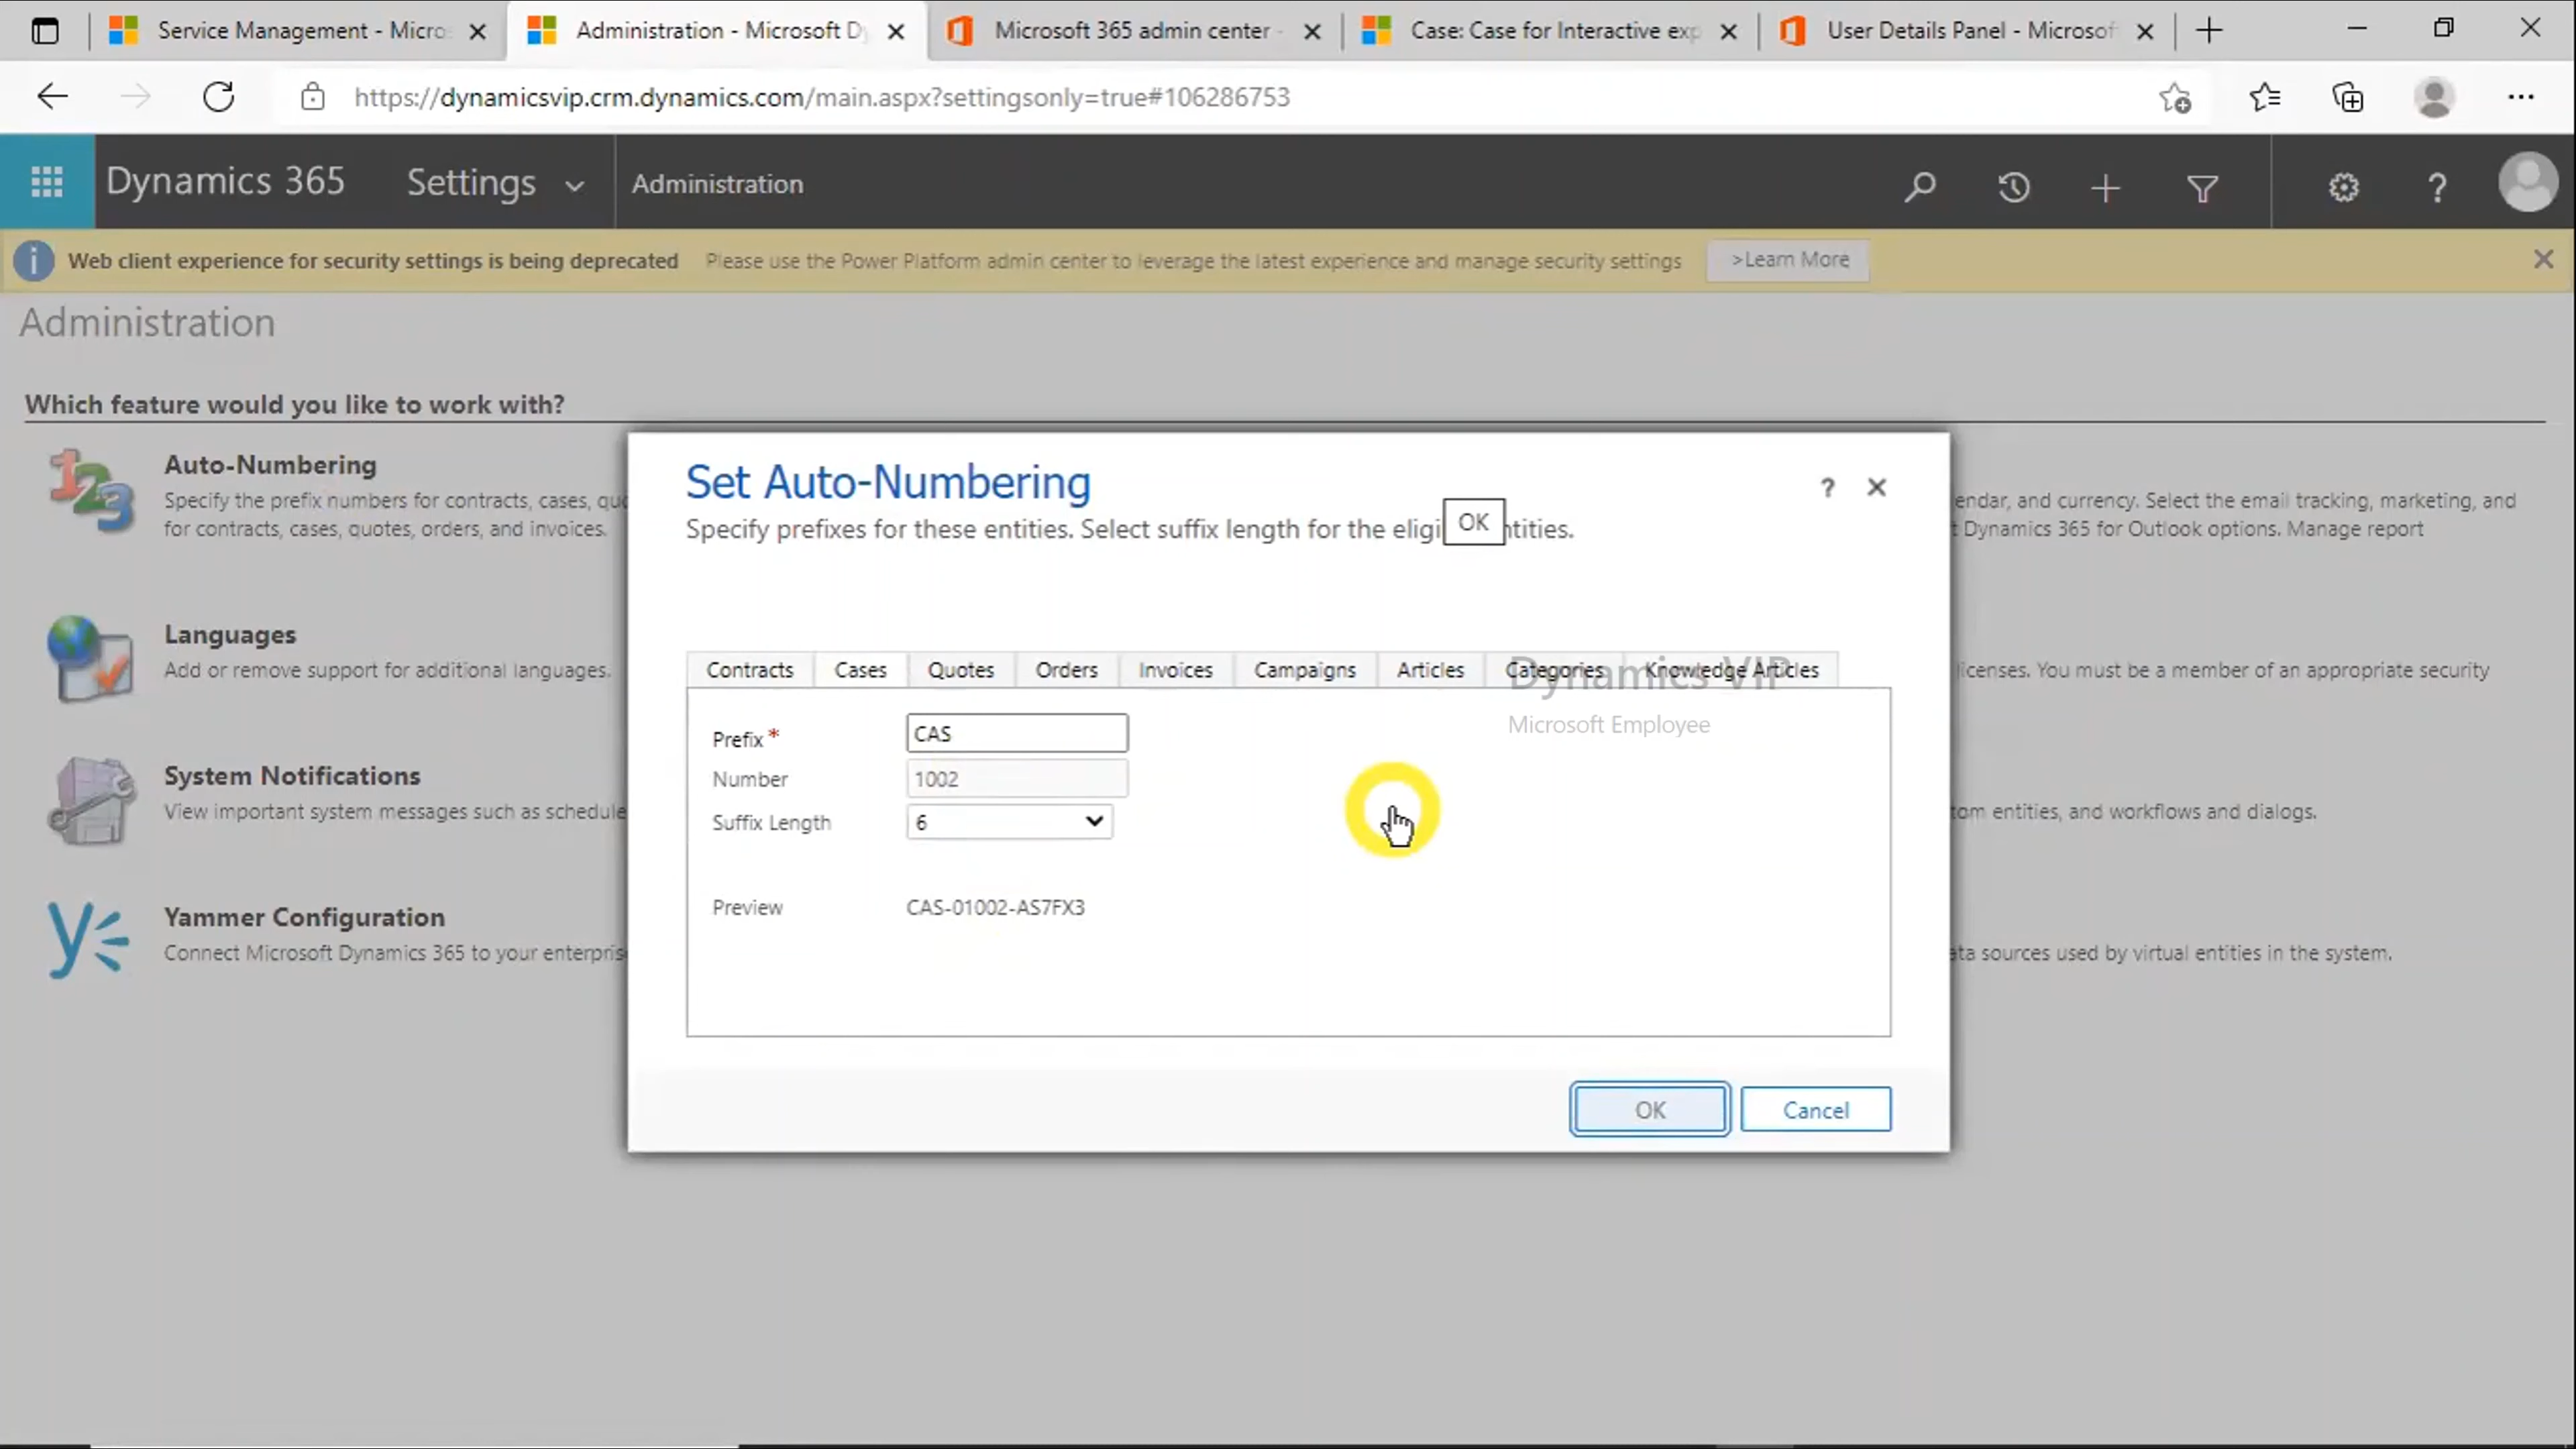 Service Management - Micro
Administration - Microsoft D
Microsoft 365 admin center -
Case: Case for Interactive exp
User Details Panel - Microsof
https://dynamicsvip.crm.dynamics.com/main.aspx?settingsonly=true#106286753
Dynamics 365
Settings
Administration
Web client experience for security settings is being deprecated Please use the Power Platform admin center to leverage the latest experience and manage security settings >Learn More
Administration
Which feature would you like to work with?
Auto-Numbering
Specify the prefix numbers for contracts, cases, quo
for contracts, cases, quotes, orders, and invoices.
endar, and currency. Select the email tracking, marketing, and
t Dynamics 365 for Outlook options. Manage report
Languages
Add or remove support for additional languages.
icenses. You must be a member of an appropriate security
System Notifications
View important system messages such as schedule
tom entities, and workflows and dialogs.
Yammer Configuration
Connect Microsoft Dynamics 365 to your enterpris
ata sources used by virtual entities in the system.
Set Auto-Numbering
?
Specify prefixes for these entities. Select suffix length for the eligi
OK
ntities.
Contracts Cases Quotes Orders Invoices Campaigns Articles Categories Knowledge Articles
Dynamics VIP
Microsoft Employee
Prefix * CAS
Number 1002
Suffix Length 6
Preview CAS-01002-AS7FX3
OK Cancel